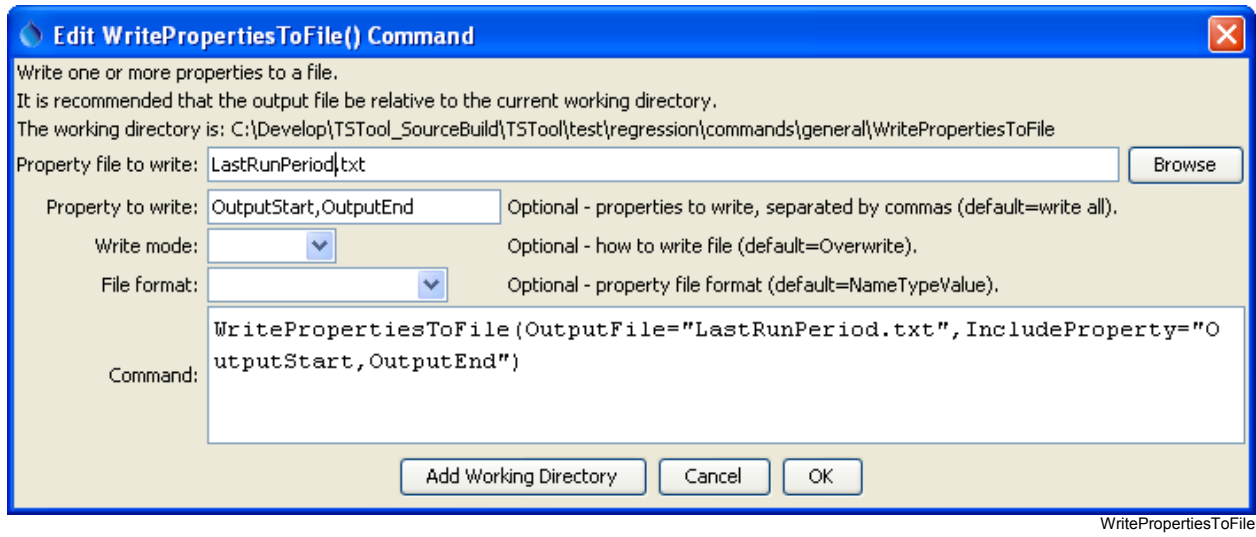 Edit WritePropertiesToFile() Command
Write one or more properties to a file.
It is recommended that the output file be relative to the current working directory.
The working directory is: C:\Develop\TSTool_SourceBuild\TSTool\test\regression\commands\general\WritePropertiesToFile
Property file to write: LastRunPeriod.txt Browse
Property to write: OutputStart,OutputEnd Optional - properties to write, separated by commas (default=write all).
Write mode: Optional - how to write file (default=Overwrite).
File format: Optional - property file format (default=NameTypeValue).
Command: WritePropertiesToFile(OutputFile="LastRunPeriod.txt",IncludeProperty="O
utputStart,OutputEnd")
Add Working Directory Cancel OK
WritePropertiesToFile